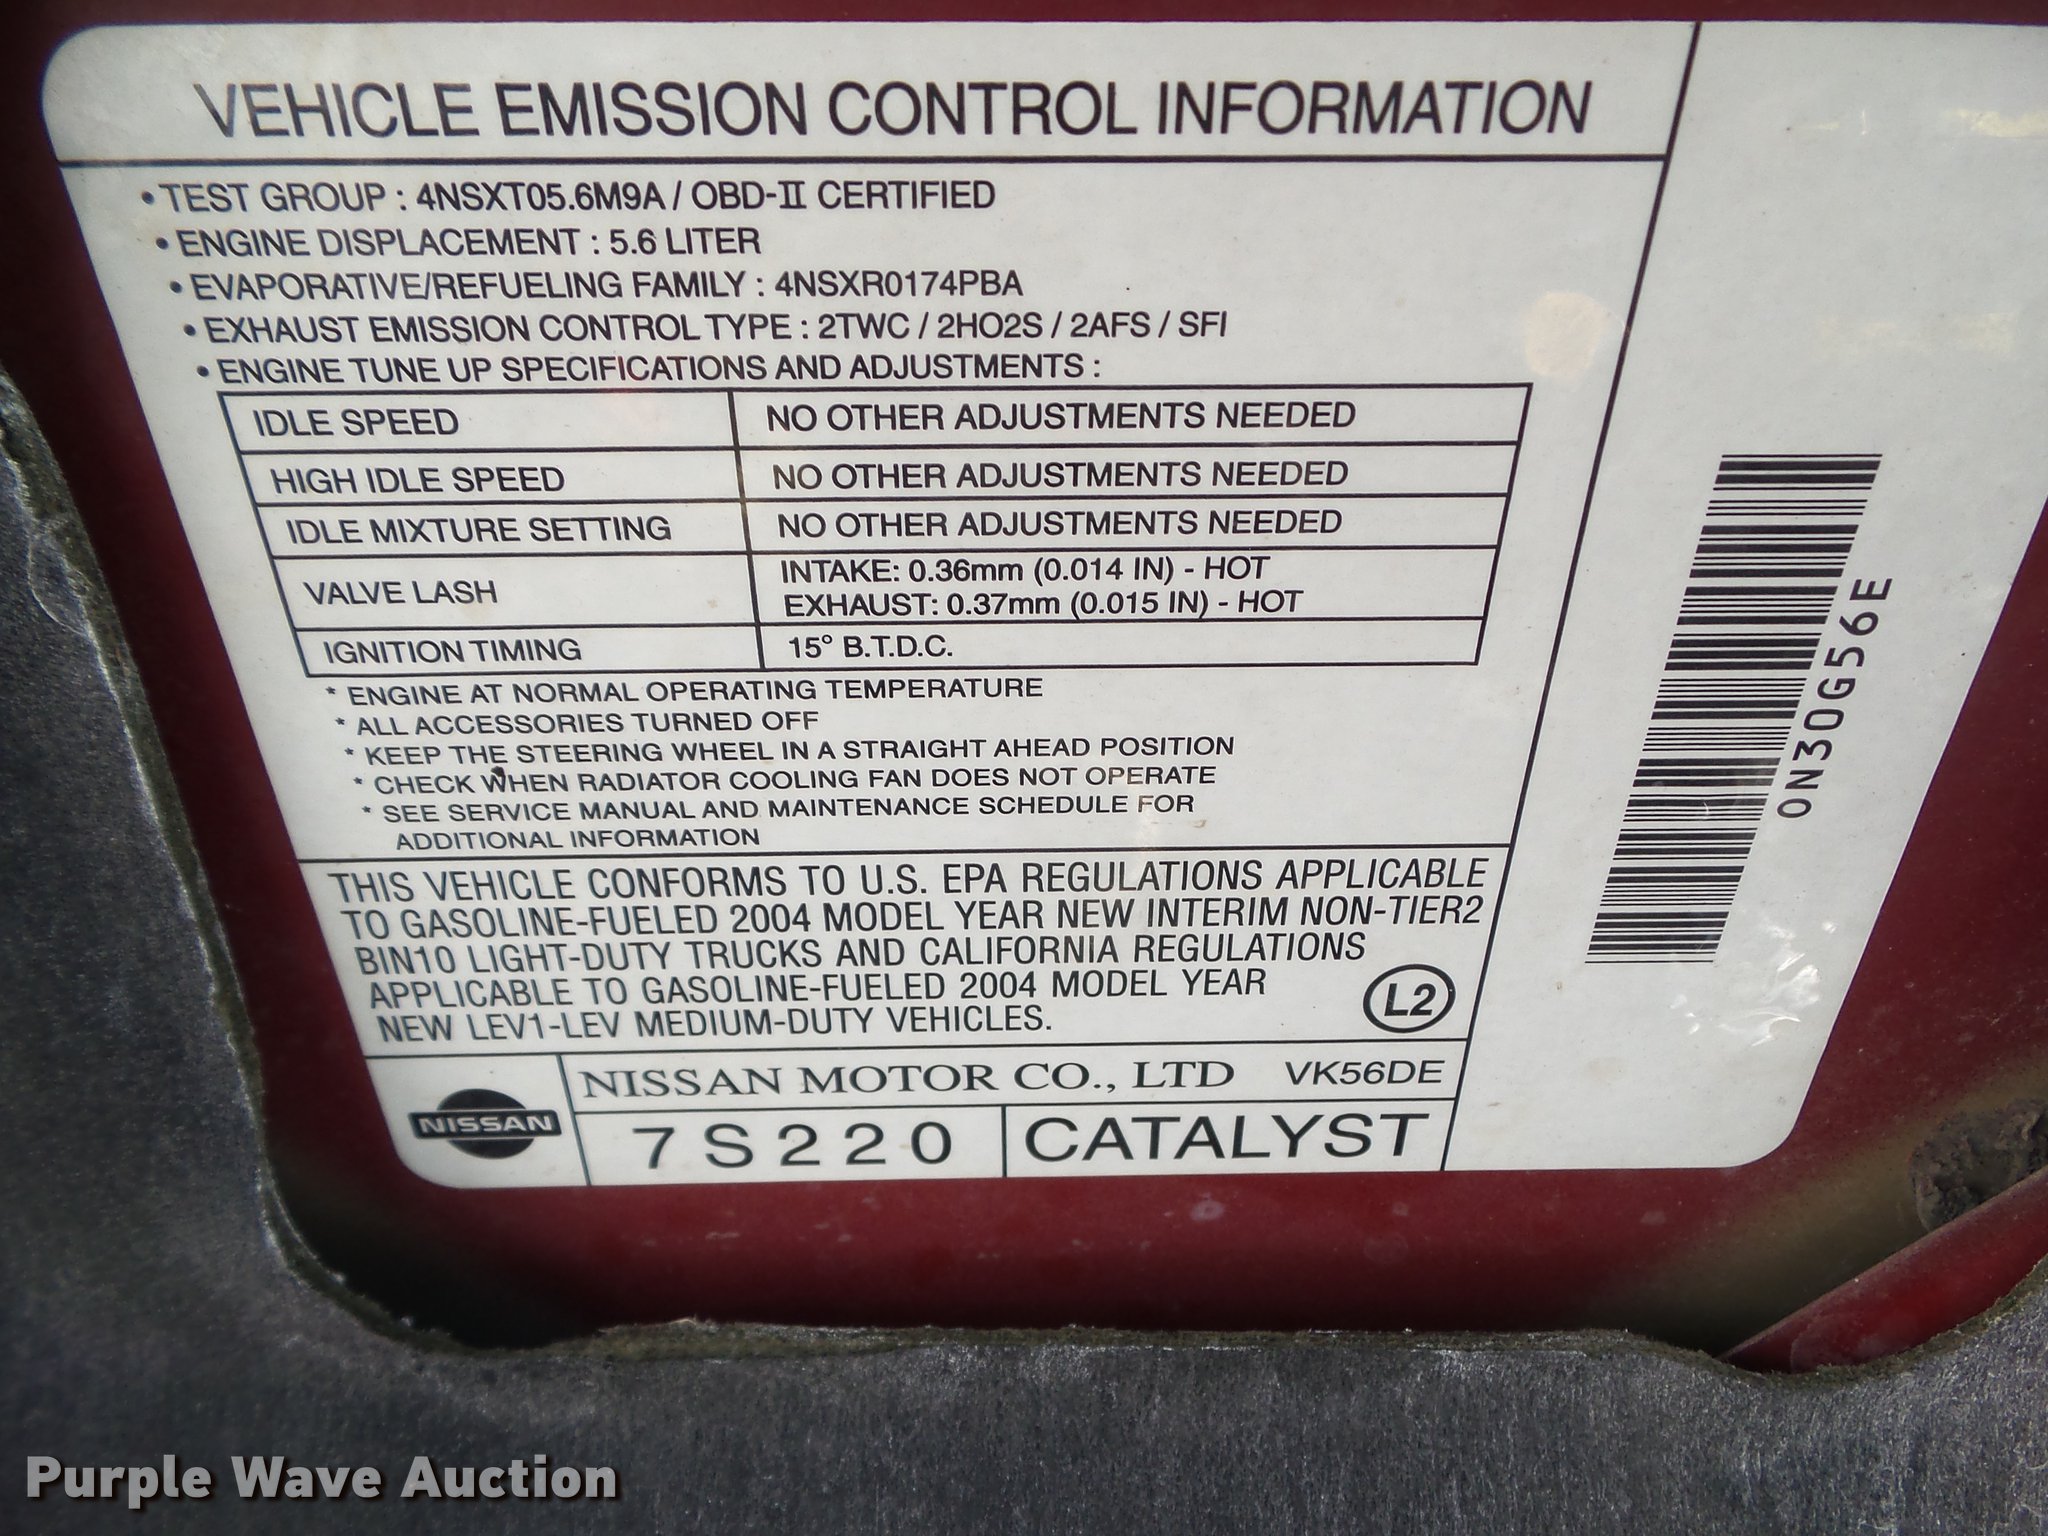 VEHICLE EMISSION CONTROL INFORMATION
• TEST GROUP : 4NSXT05.6M9A / OBD-II CERTIFIED
• ENGINE DISPLACEMENT : 5.6 LITER
• EVAPORATIVE/REFUELING FAMILY : 4NSXR0174PBA
• EXHAUST EMISSION CONTROL TYPE : 2TWC / 2HO2S / 2AFS / SFI
• ENGINE TUNE UP SPECIFICATIONS AND ADJUSTMENTS :
IDLE SPEED NO OTHER ADJUSTMENTS NEEDED
HIGH IDLE SPEED NO OTHER ADJUSTMENTS NEEDED
IDLE MIXTURE SETTING NO OTHER ADJUSTMENTS NEEDED
VALVE LASH INTAKE: 0.36mm (0.014 IN) - HOT
EXHAUST: 0.37mm (0.015 IN) - HOT
IGNITION TIMING 15° B.T.D.C.
* ENGINE AT NORMAL OPERATING TEMPERATURE
* ALL ACCESSORIES TURNED OFF
* KEEP THE STEERING WHEEL IN A STRAIGHT AHEAD POSITION
* CHECK WHEN RADIATOR COOLING FAN DOES NOT OPERATE
* SEE SERVICE MANUAL AND MAINTENANCE SCHEDULE FOR
ADDITIONAL INFORMATION
THIS VEHICLE CONFORMS TO U.S. EPA REGULATIONS APPLICABLE
TO GASOLINE-FUELED 2004 MODEL YEAR NEW INTERIM NON-TIER2
BIN10 LIGHT-DUTY TRUCKS AND CALIFORNIA REGULATIONS
APPLICABLE TO GASOLINE-FUELED 2004 MODEL YEAR
NEW LEV1-LEV MEDIUM-DUTY VEHICLES.
L2
NISSAN
NISSAN MOTOR CO., LTD VK56DE
7S220 CATALYST
0N30G56E
Purple Wave Auction